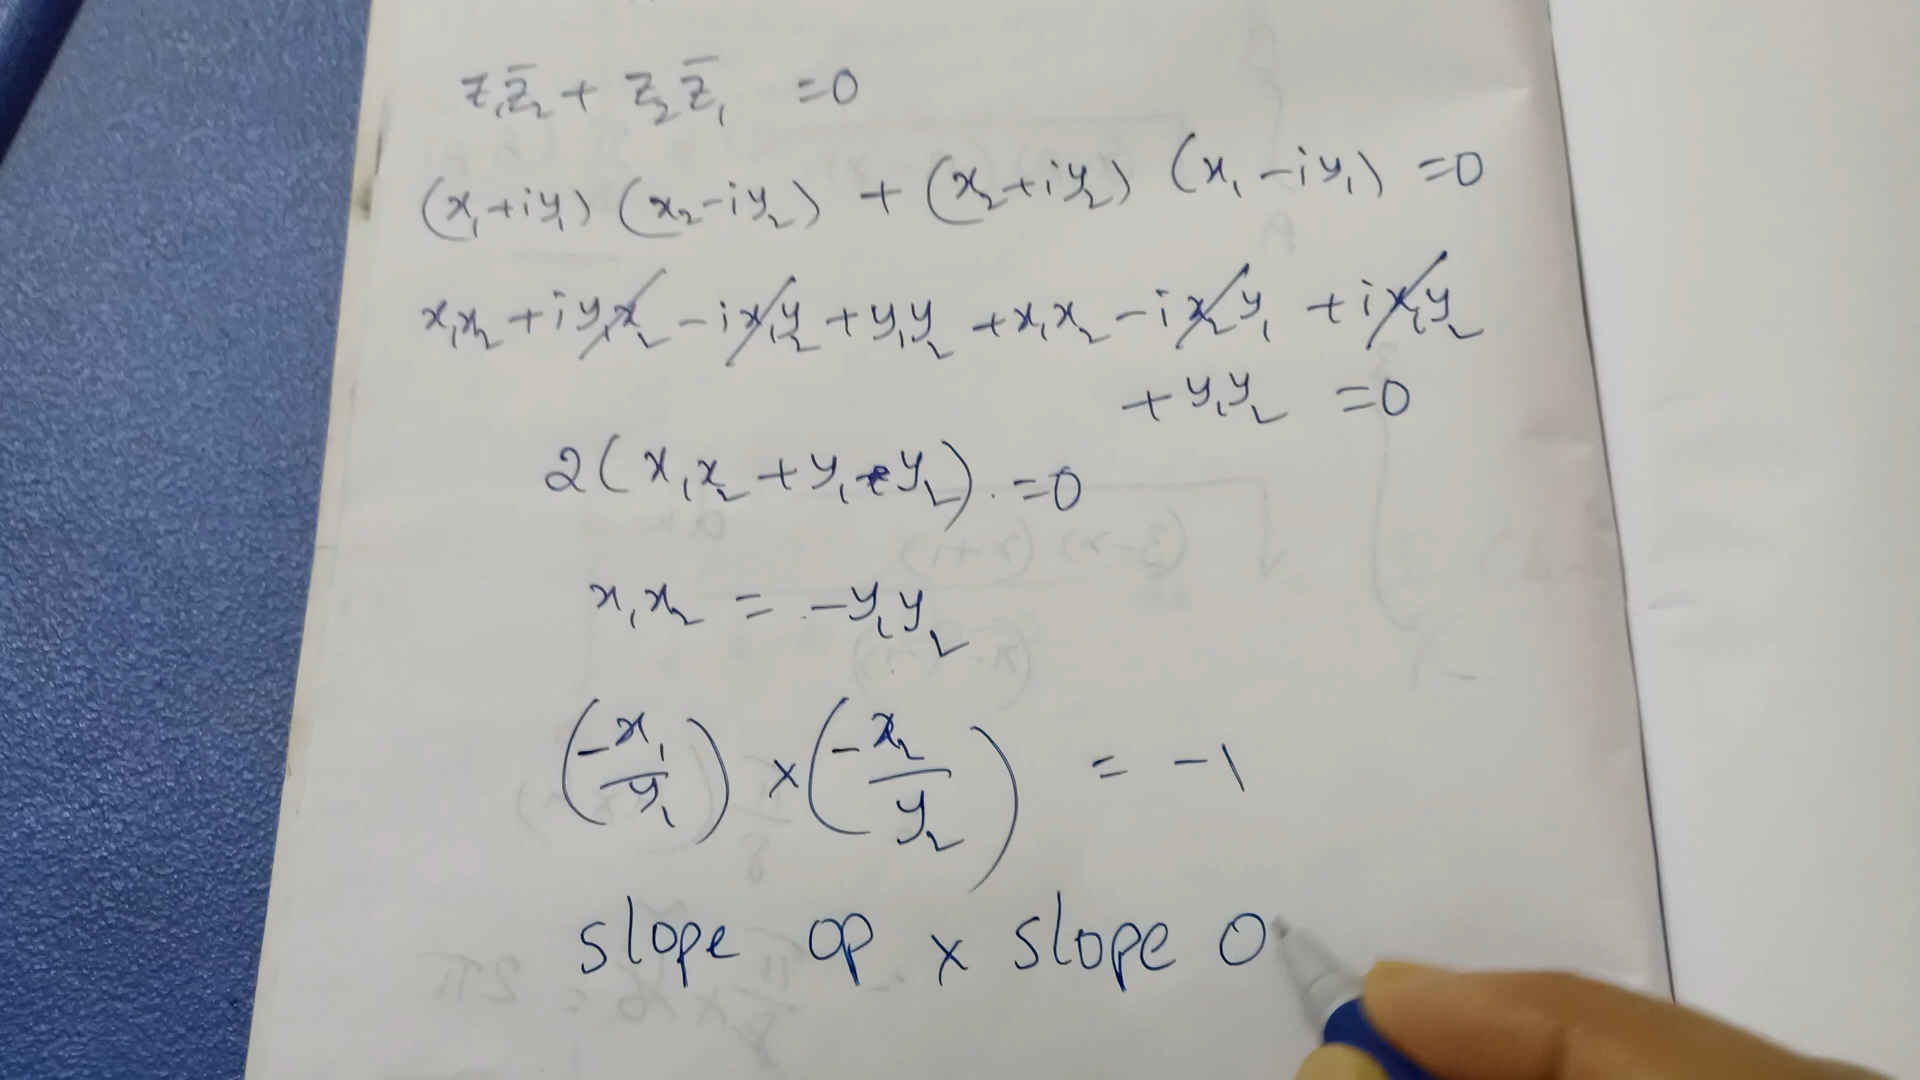 z₁z̄₂ + z₂z̄₁ = 0
(x₁+iy₁) (x₂-iy₂) + (x₂+iy₂) (x₁-iy₁) = 0
x₁x₂ + iy₁x₂ - ix₁y₂ + y₁y₂ + x₁x₂ - ix₂y₁ + ix₁y₂
+ y₁y₂ = 0
2(x₁x₂ + y₁y₂) = 0
x₁x₂ = -y₁y₂
(-x₁/y₁) × (-x₂/y₂) = -1
slope OP × slope O